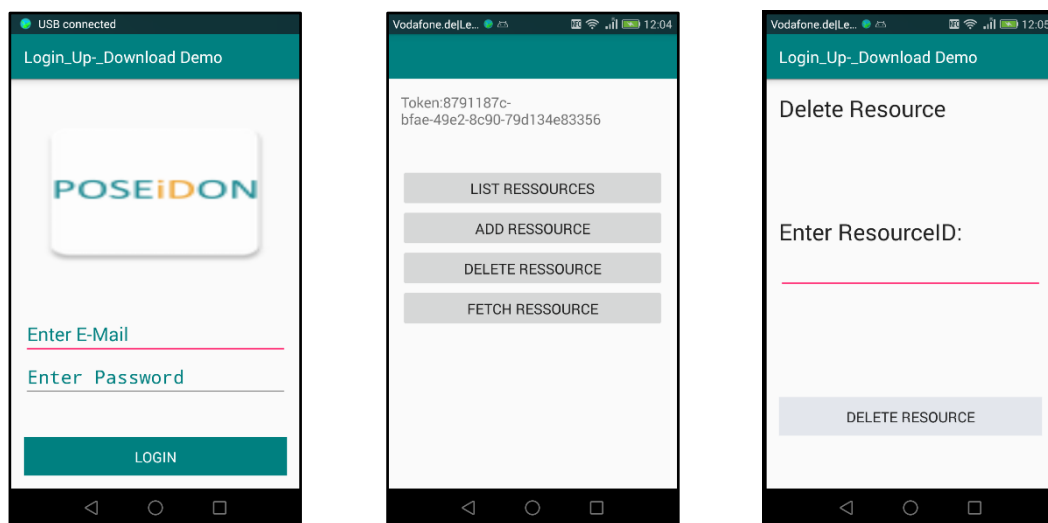 USB connected
Login_Up-_Download Demo
POSEiDON
Enter E-Mail
Enter Password
LOGIN
Vodafone.de|Le... 12:04
Token:8791187c-
bfae-49e2-8c90-79d134e83356
LIST RESSOURCES
ADD RESSOURCE
DELETE RESSOURCE
FETCH RESSOURCE
Vodafone.de|Le... 12:05
Login_Up-_Download Demo
Delete Resource
Enter ResourceID:
DELETE RESOURCE